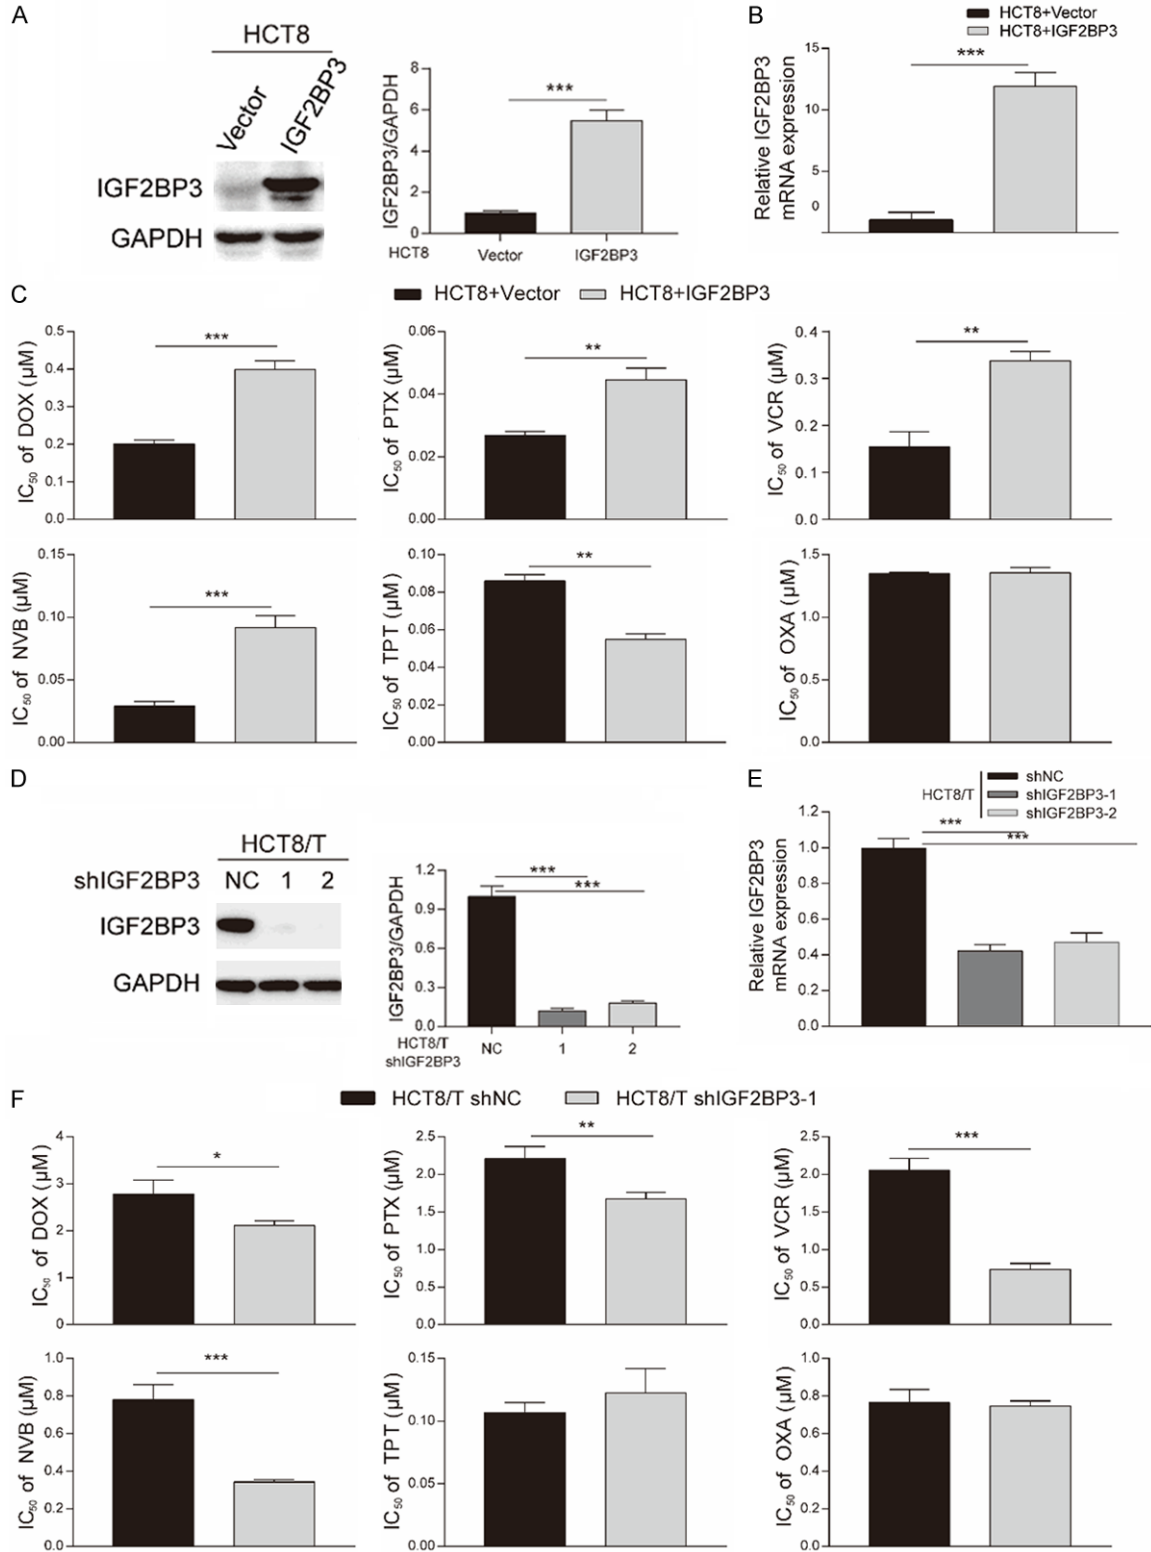 A
HCT8
Vector
IGF2BP3
IGF2BP3
GAPDH
IGF2BP3/GAPDH
8
6
4
2
0
***
HCT8
Vector
IGF2BP3
B
HCT8+Vector
HCT8+IGF2BP3
Relative IGF2BP3
mRNA expression
15
10
5
0
***
C
HCT8+Vector
HCT8+IGF2BP3
IC50 of DOX (μM)
0.5
0.4
0.3
0.2
0.1
0.0
***
IC50 of PTX (μM)
0.06
0.04
0.02
0.00
**
IC50 of VCR (μM)
0.4
0.3
0.2
0.1
0.0
**
IC50 of NVB (μM)
0.15
0.10
0.05
0.00
***
IC50 of TPT (μM)
0.10
0.08
0.06
0.04
0.02
0.00
**
IC50 of OXA (μM)
1.5
1.0
0.5
0.0
D
HCT8/T
shIGF2BP3 NC 1 2
IGF2BP3
GAPDH
IGF2BP3/GAPDH
1.2
0.9
0.6
0.3
0.0
***
***
HCT8/T
shIGF2BP3
NC 1 2
E
HCT8/T
shNC
shIGF2BP3-1
shIGF2BP3-2
Relative IGF2BP3
mRNA expression
1.2
1.0
0.8
0.6
0.4
0.2
0.0
***
***
F
HCT8/T shNC
HCT8/T shIGF2BP3-1
IC50 of DOX (μM)
4
3
2
1
0
*
IC50 of PTX (μM)
2.5
2.0
1.5
1.0
0.5
0.0
**
IC50 of VCR (μM)
2.5
2.0
1.5
1.0
0.5
0.0
***
IC50 of NVB (μM)
1.0
0.8
0.6
0.4
0.2
0.0
***
IC50 of TPT (μM)
0.15
0.10
0.05
0.00
IC50 of OXA (μM)
1.0
0.8
0.6
0.4
0.2
0.0